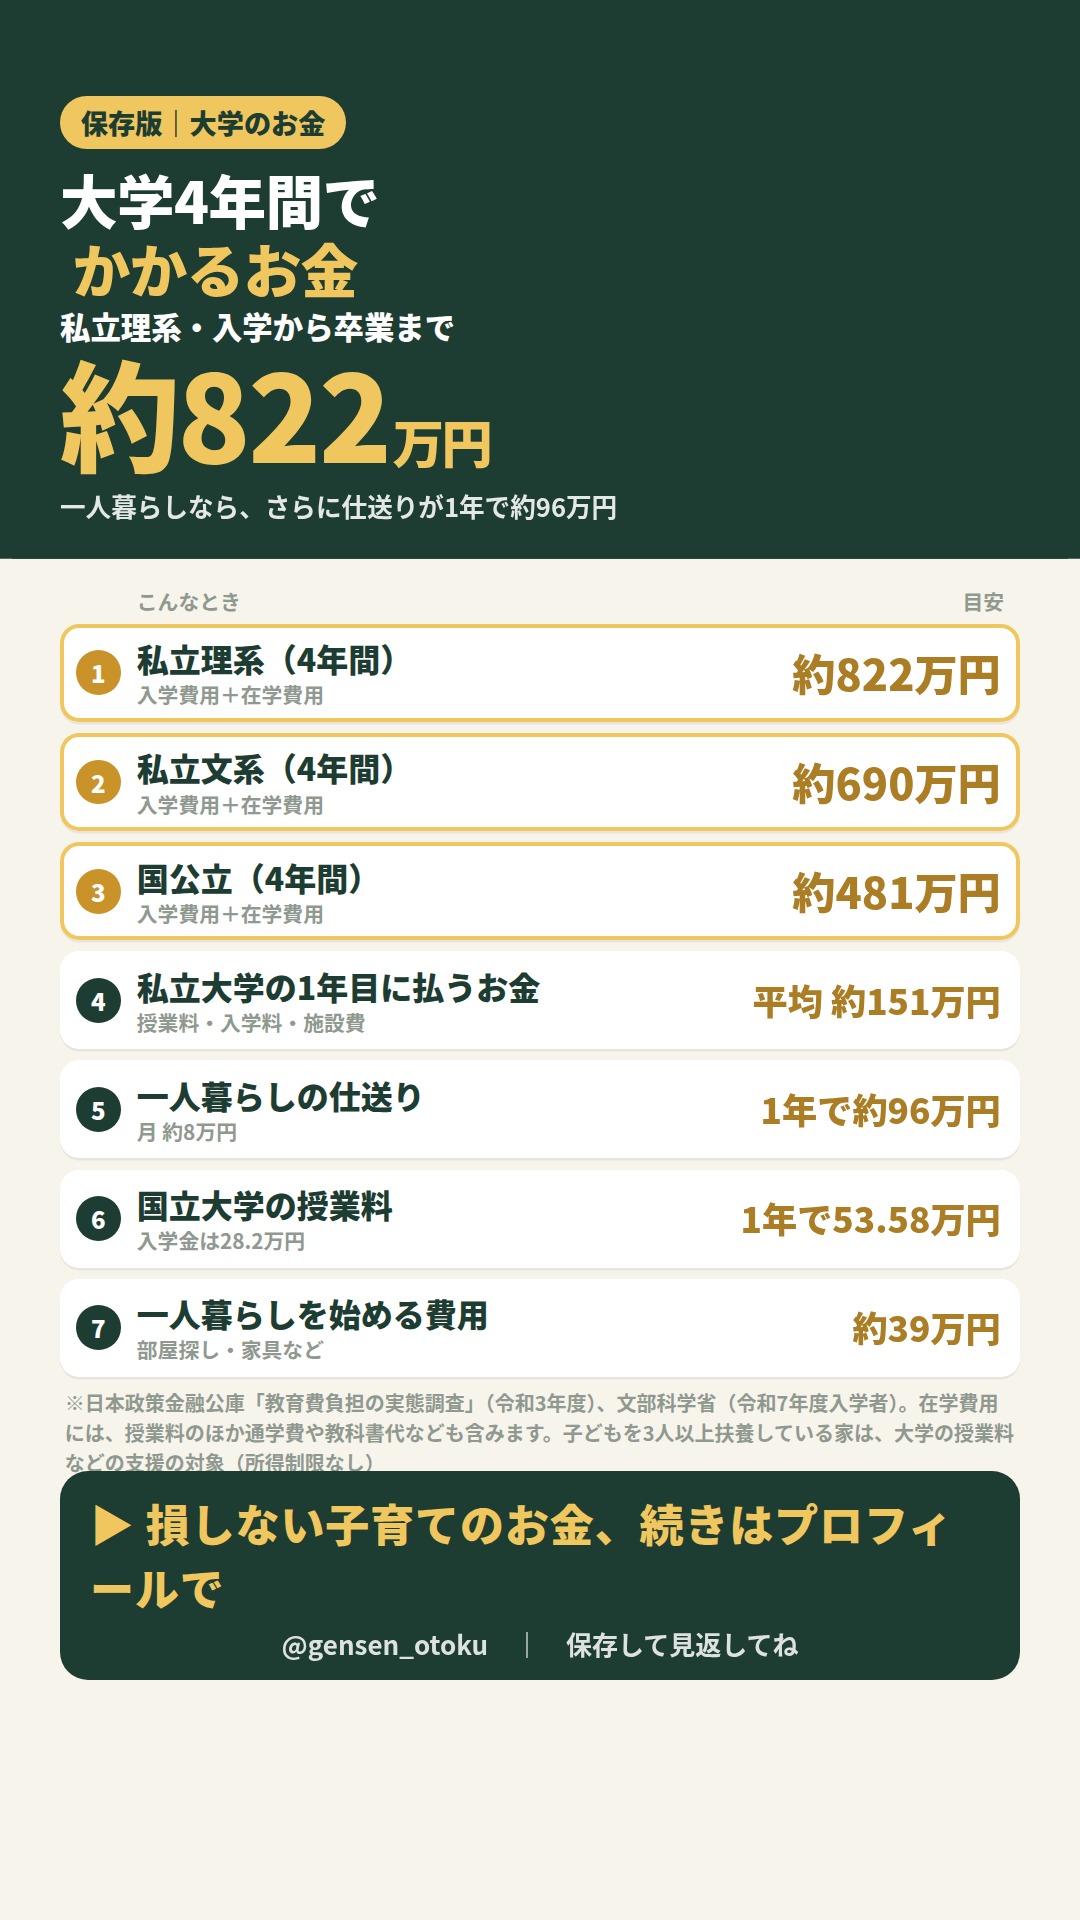 保存版｜大学のお金
大学4年間で
かかるお金
私立理系・入学から卒業まで
約822万円
一人暮らしなら、さらに仕送りが1年で約96万円
こんなとき 目安
1 私立理系（4年間） 約822万円
入学費用＋在学費用
2 私立文系（4年間） 約690万円
入学費用＋在学費用
3 国公立（4年間） 約481万円
入学費用＋在学費用
4 私立大学の1年目に払うお金 平均 約151万円
授業料・入学料・施設費
5 一人暮らしの仕送り 1年で約96万円
月 約8万円
6 国立大学の授業料 1年で53.58万円
入学金は28.2万円
7 一人暮らしを始める費用 約39万円
部屋探し・家具など
※日本政策金融公庫「教育費負担の実態調査」（令和3年度）、文部科学省（令和7年度入学者）。在学費用
には、授業料のほか通学費や教科書代なども含みます。子どもを3人以上扶養している家は、大学の授業料
などの支援の対象（所得制限なし）
▶ 損しない子育てのお金、続きはプロフィ
ールで
@gensen_otoku ｜ 保存して見返してね